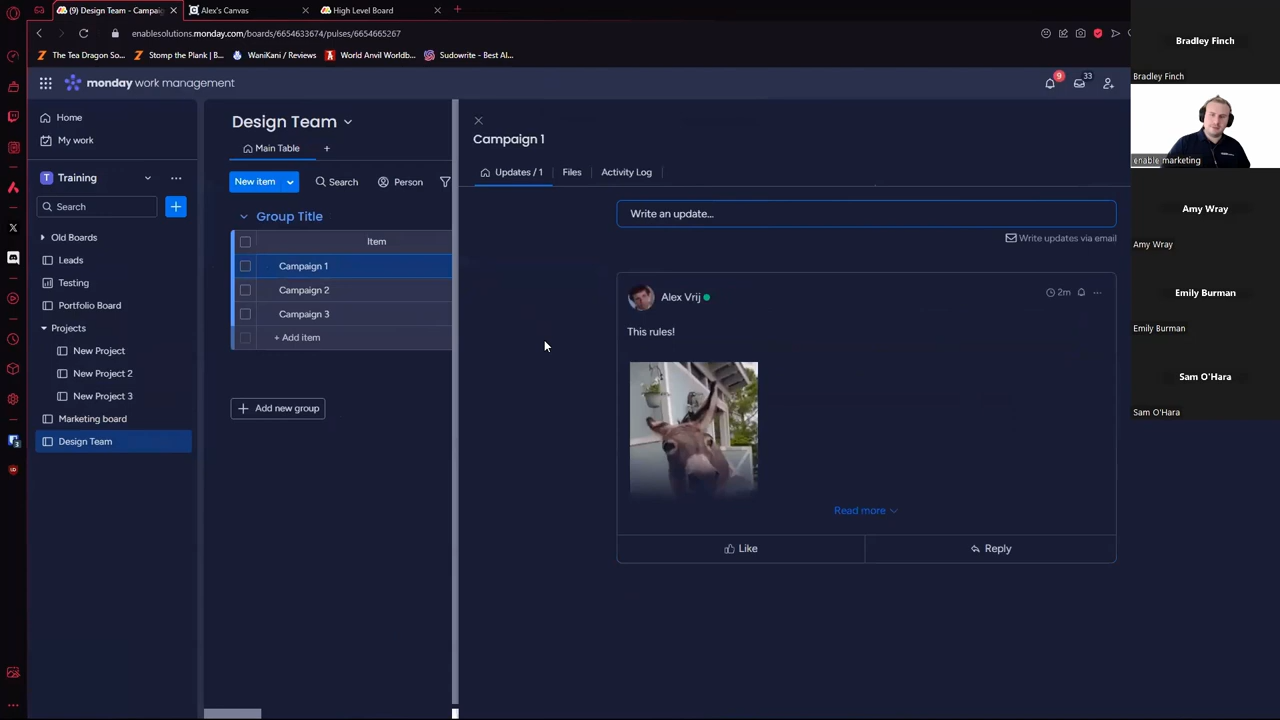 (9) Design Team - Campaig
Alex's Canvas
High Level Board
enablesolutions.monday.com/boards/6654633674/pulses/6654665267
The Tea Dragon So...
Stomp the Plank | B...
WaniKani / Reviews
World Anvil Worldb...
Sudowrite - Best AI...
monday work management
9
33
Home
My work
T Training
Search
Old Boards
Leads
Testing
Portfolio Board
Projects
New Project
New Project 2
New Project 3
Marketing board
Design Team
Design Team
Main Table
+
New item
Search
Person
Group Title
Item
Campaign 1
Campaign 2
Campaign 3
+ Add item
+ Add new group
Campaign 1
Updates / 1
Files
Activity Log
Write an update...
Write updates via email
Alex Vrij
2m
This rules!
Read more
Like
Reply
Bradley Finch
Bradley Finch
enable marketing
Amy Wray
Amy Wray
Emily Burman
Emily Burman
Sam O'Hara
Sam O'Hara